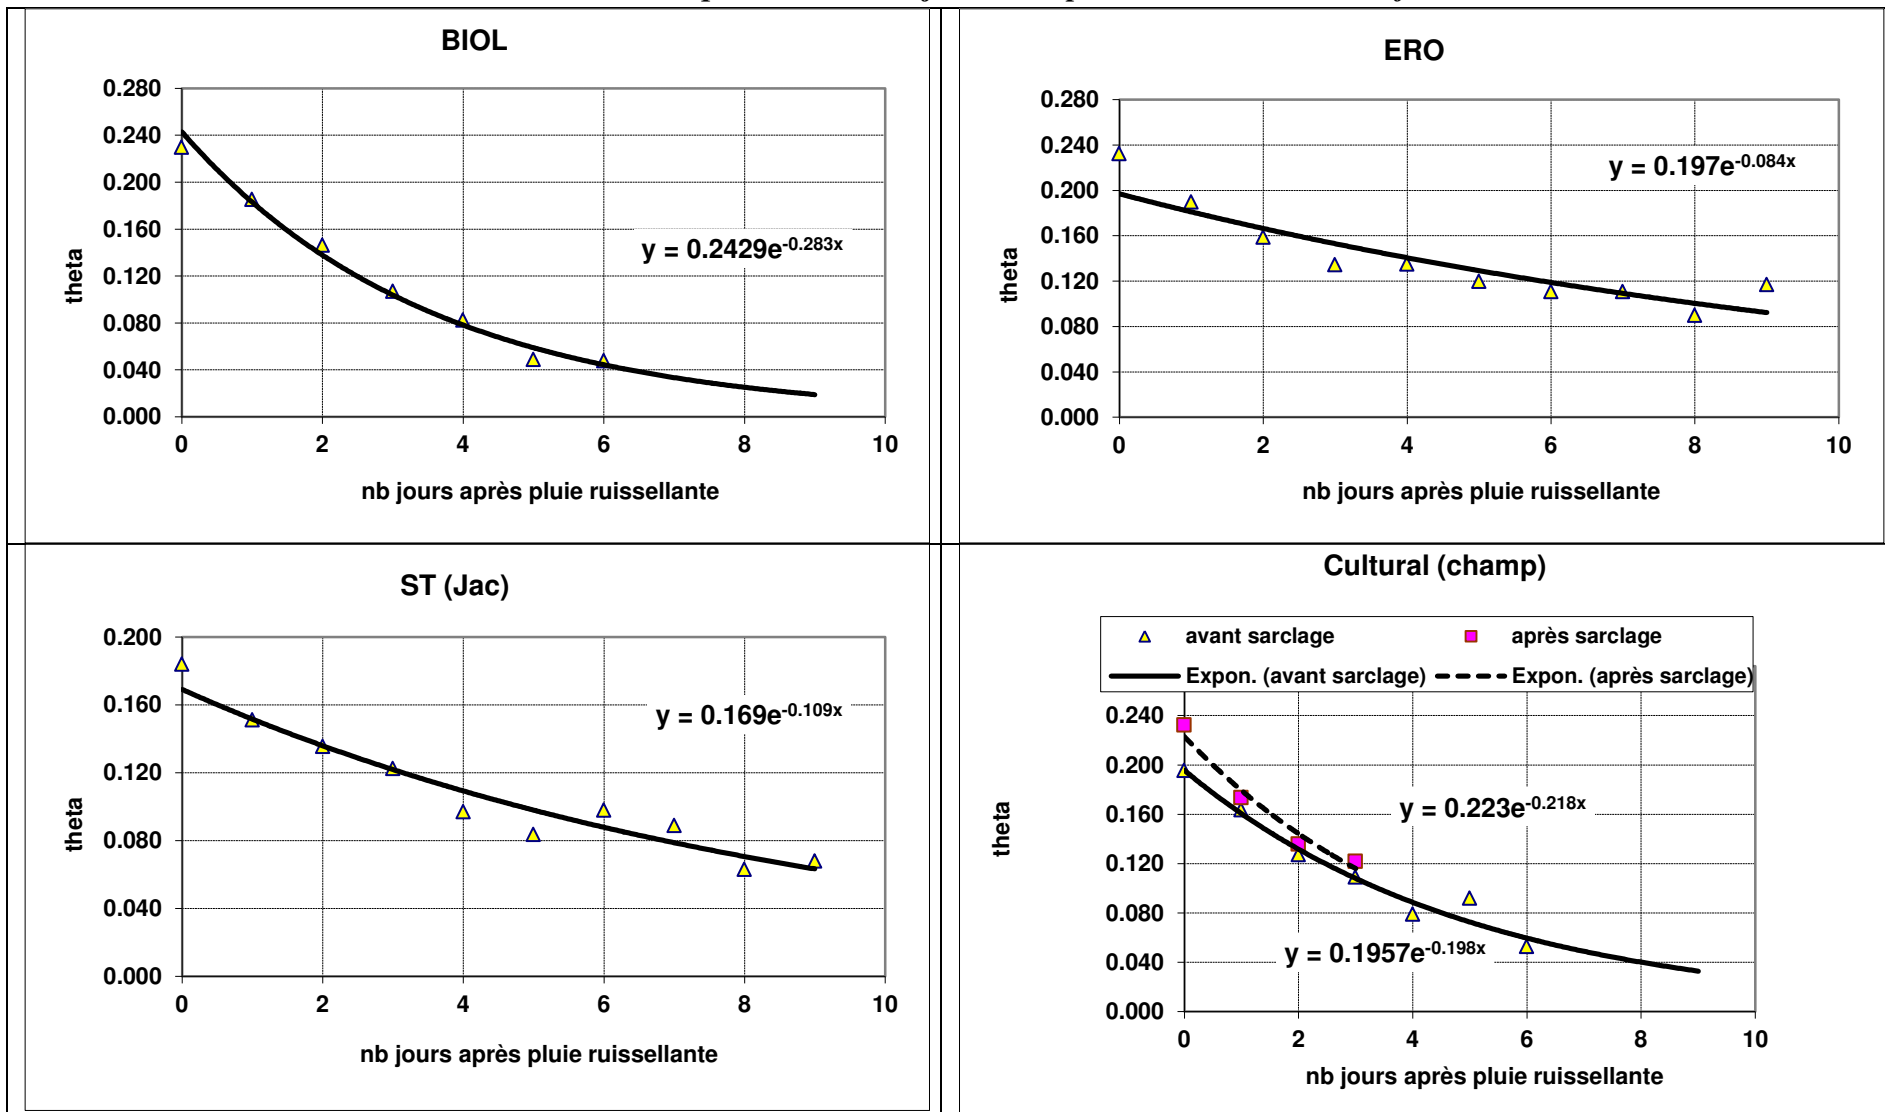 BIOL
0.280
0.240
0.200
0.160
0.120
0.080
0.040
0.000
theta
y = 0.2429e-0.283x
0 2 4 6 8 10
nb jours après pluie ruissellante
ERO
0.280
0.240
0.200
0.160
0.120
0.080
0.040
0.000
theta
y = 0.197e-0.084x
0 2 4 6 8 10
nb jours après pluie ruissellante
ST (Jac)
0.200
0.160
0.120
0.080
0.040
0.000
theta
y = 0.169e-0.109x
0 2 4 6 8 10
nb jours après pluie ruissellante
Cultural (champ)
avant sarclage après sarclage
Expon. (avant sarclage) Expon. (après sarclage)
0.240
0.200
0.160
0.120
0.080
0.040
0.000
theta
y = 0.223e-0.218x
y = 0.1957e-0.198x
0 2 4 6 8 10
nb jours après pluie ruissellante